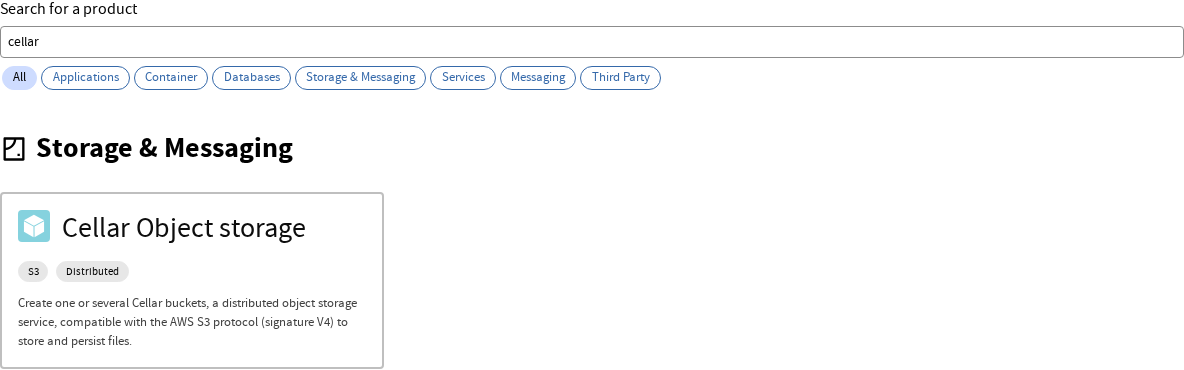 Search for a product
cellar
All Applications Container Databases Storage & Messaging Services Messaging Third Party
Storage & Messaging
Cellar Object storage
S3 Distributed
Create one or several Cellar buckets, a distributed object storage
service, compatible with the AWS S3 protocol (signature V4) to
store and persist files.